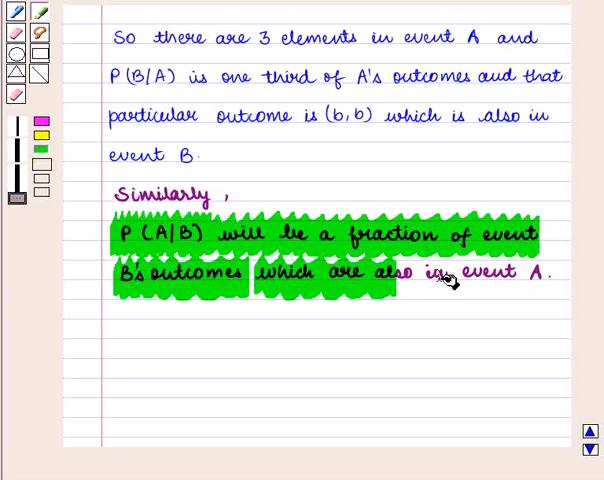 So there are 3 elements in event A and
P(B/A) is one third of A's outcomes and that
particular outcome is (b,b) which is also in
event B.
Similarly,
P(A/B) will be a fraction of event
B's outcomes which are also in event A.